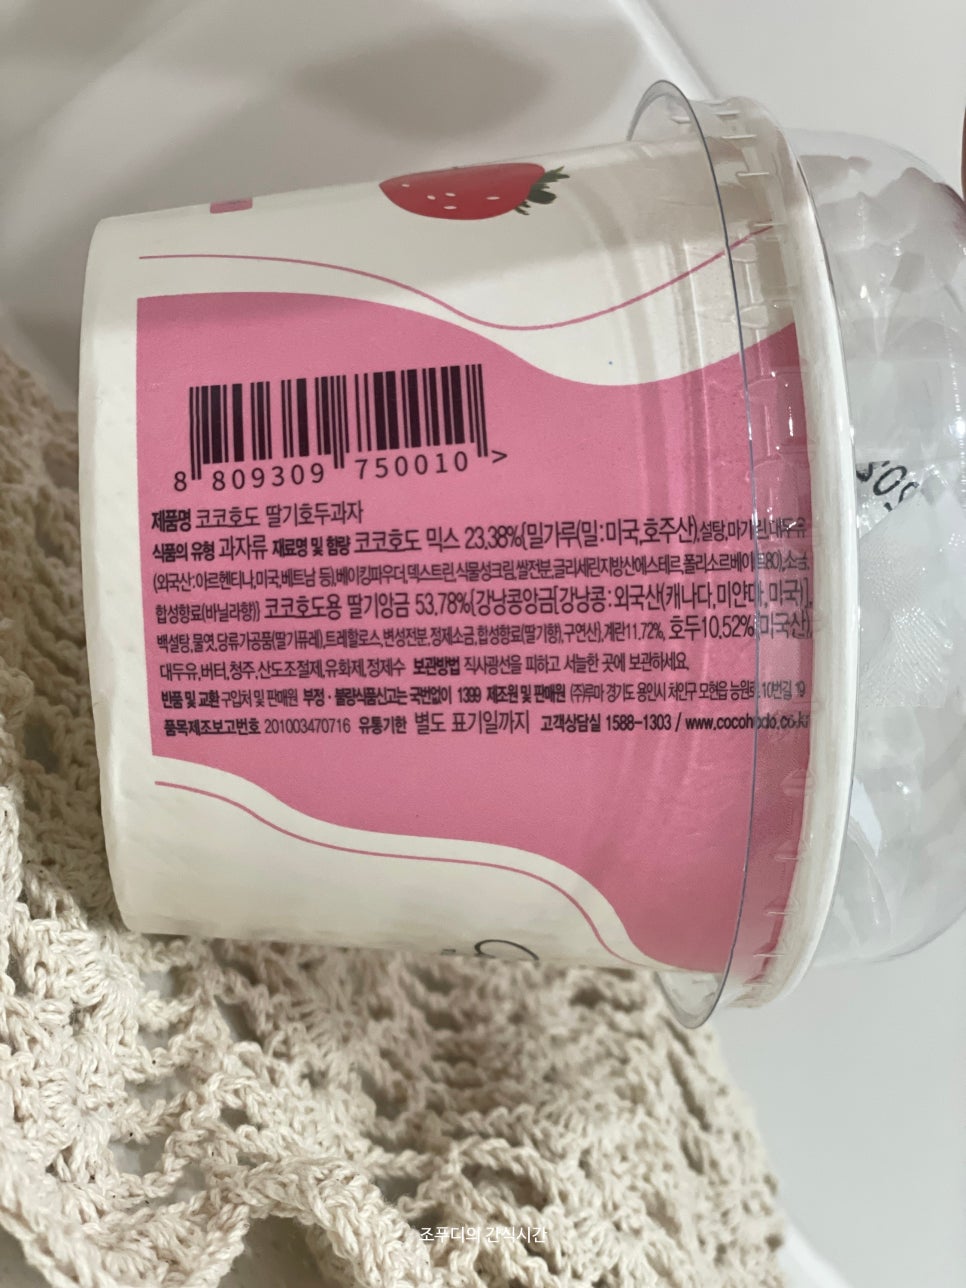 8 809309 750010 >
제품명 코코호도 딸기호두과자
식품의 유형 과자류 재료명 및 함량 코코호도 믹스 23.38%{밀가루(밀:미국,호주산),설탕,마가린,대두유
(외국산:아르헨티나,미국,베트남 등),베이킹파우더,덱스트린,식물성크림,쌀전분,글리세린지방산에스테르,폴리소르베이트80),소금,
합성향료(바닐라향)} 코코호도용 딸기앙금 53.78%{강낭콩앙금[강낭콩:외국산(캐나다,미얀마,미국)],
백설탕,물엿,당류가공품(딸기퓨레),트레할로스,변성전분,정제소금,합성향료(딸기향),구연산},계란11.72%, 호두10.52%(미국산),
대두유,버터,청주,산도조절제,유화제,정제수 보관방법 직사광선을 피하고 서늘한 곳에 보관하세요.
반품 및 교환 구입처 및 판매원 부정·불량식품신고는 국번없이 1399 제조원 및 판매원 (주)루마 경기도 용인시 처인구 모현읍 능원로 10번길 19
품목제조보고번호 201003470716 유통기한 별도 표기일까지 고객상담실 1588-1303 / www.cocohodo.co.kr
조푸디의 간식시간